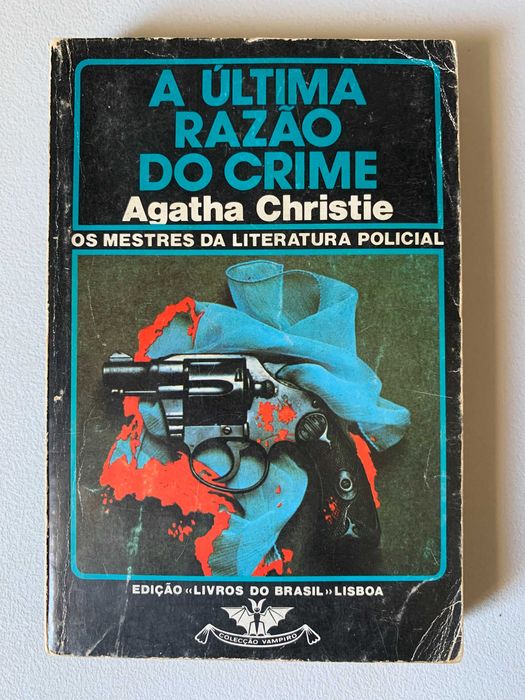 A ÚLTIMA
RAZÃO
DO CRIME
Agatha Christie
OS MESTRES DA LITERATURA POLICIAL
EDIÇÃO «LIVROS DO BRASIL» LISBOA
COLECÇÃO VAMPIRO